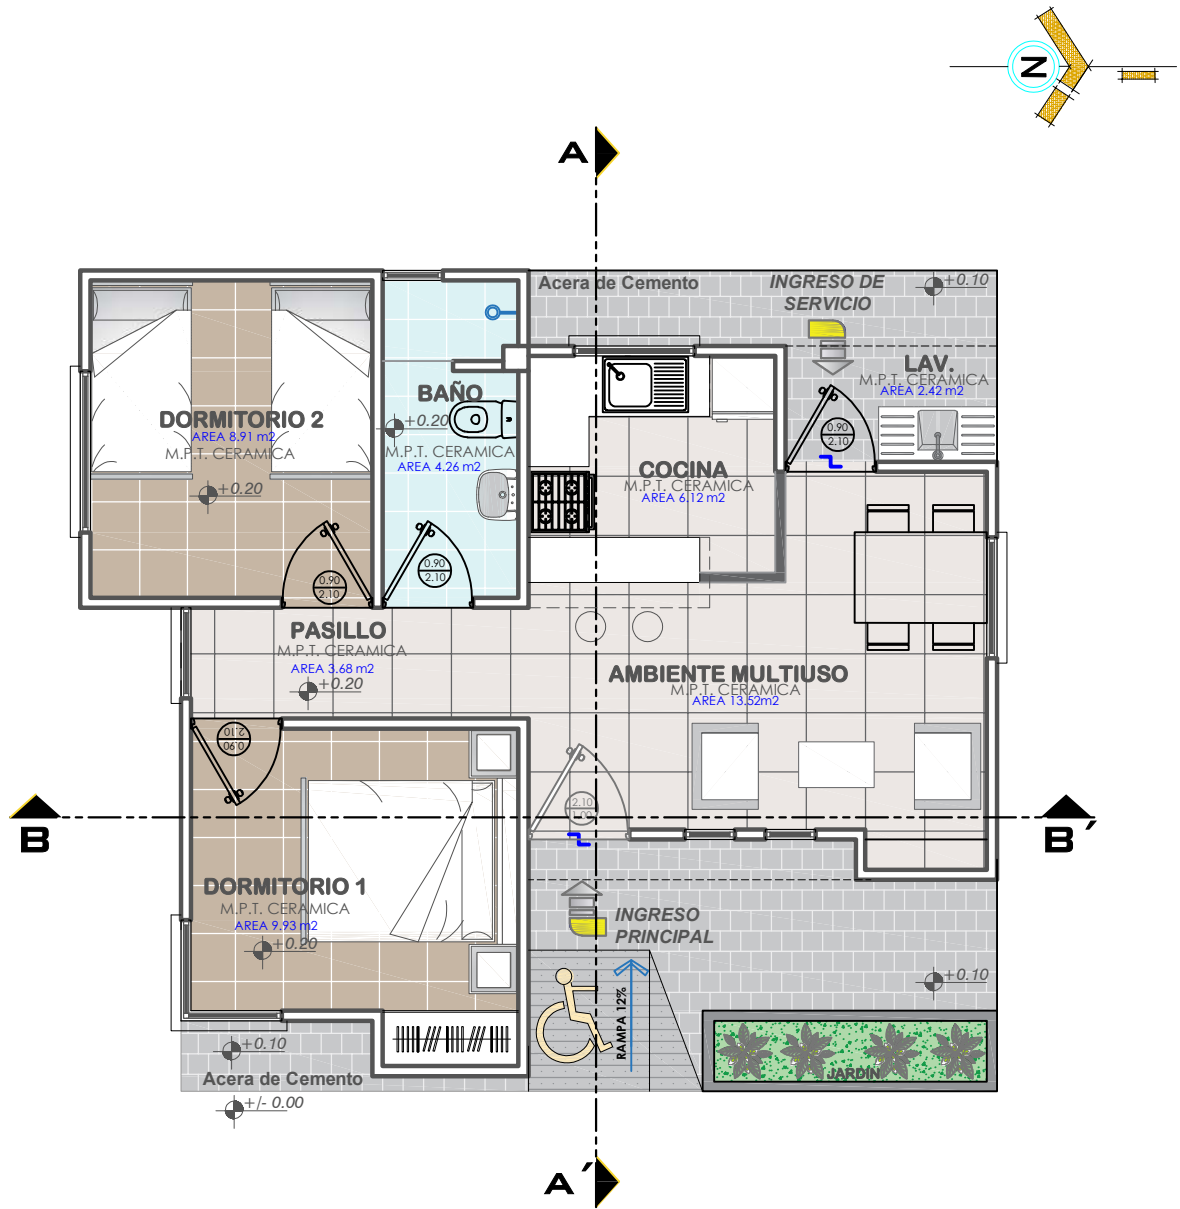 N
A
Acera de Cemento
INGRESO DE
SERVICIO
+0.10
LAV.
M.P.T. CERAMICA
AREA 2.42 m2
BAÑO
+0.20
M.P.T. CERAMICA
AREA 4.26 m2
DORMITORIO 2
AREA 8.91 m2
M.P.T. CERAMICA
+0.20
0.90
2.10
COCINA
M.P.T. CERAMICA
AREA 6.12 m2
0.90
2.10
0.90
2.10
PASILLO
M.P.T. CERAMICA
AREA 3.68 m2
+0.20
AMBIENTE MULTIUSO
M.P.T. CERAMICA
AREA 13.52m2
0.90
2.10
2.10
1.00
B
B´
DORMITORIO 1
M.P.T. CERAMICA
AREA 9.93 m2
+0.20
INGRESO
PRINCIPAL
+0.10
RAMPA 12%
JARDIN
+0.10
Acera de Cemento
+/- 0.00
A´